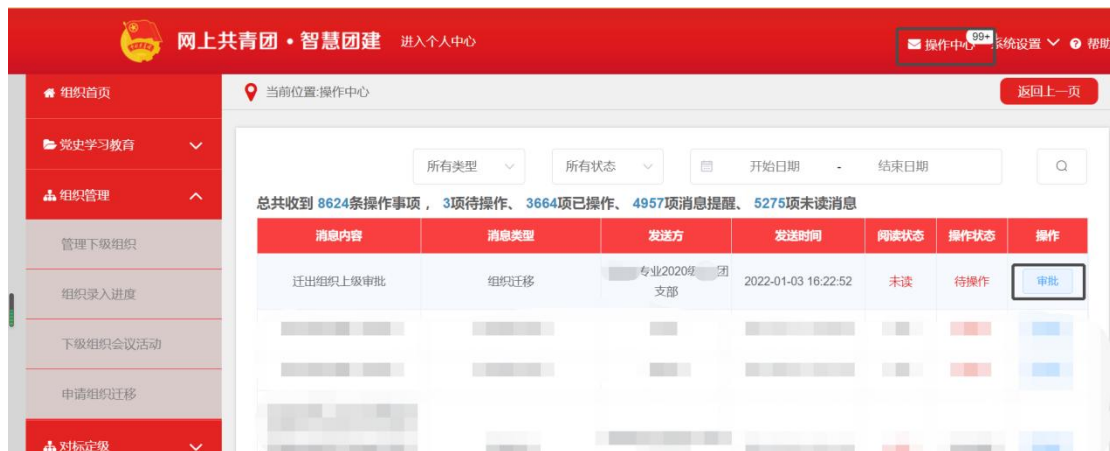 网上共青团·智慧团建 进入个人中心 操作中心 99+ 系统设置 帮助
组织首页
当前位置:操作中心 返回上一页
党史学习教育
所有类型 所有状态 开始日期 - 结束日期
组织管理
总共收到 8624条操作事项， 3项待操作、 3664项已操作、 4957项消息提醒、 5275项未读消息
消息内容 消息类型 发送方 发送时间 阅读状态 操作状态 操作
管理下级组织
迁出组织上级审批 组织迁移 专业2020级 团 2022-01-03 16:22:52 未读 待操作 审批
支部
组织录入进度
下级组织会议活动
申请组织迁移
对标定级